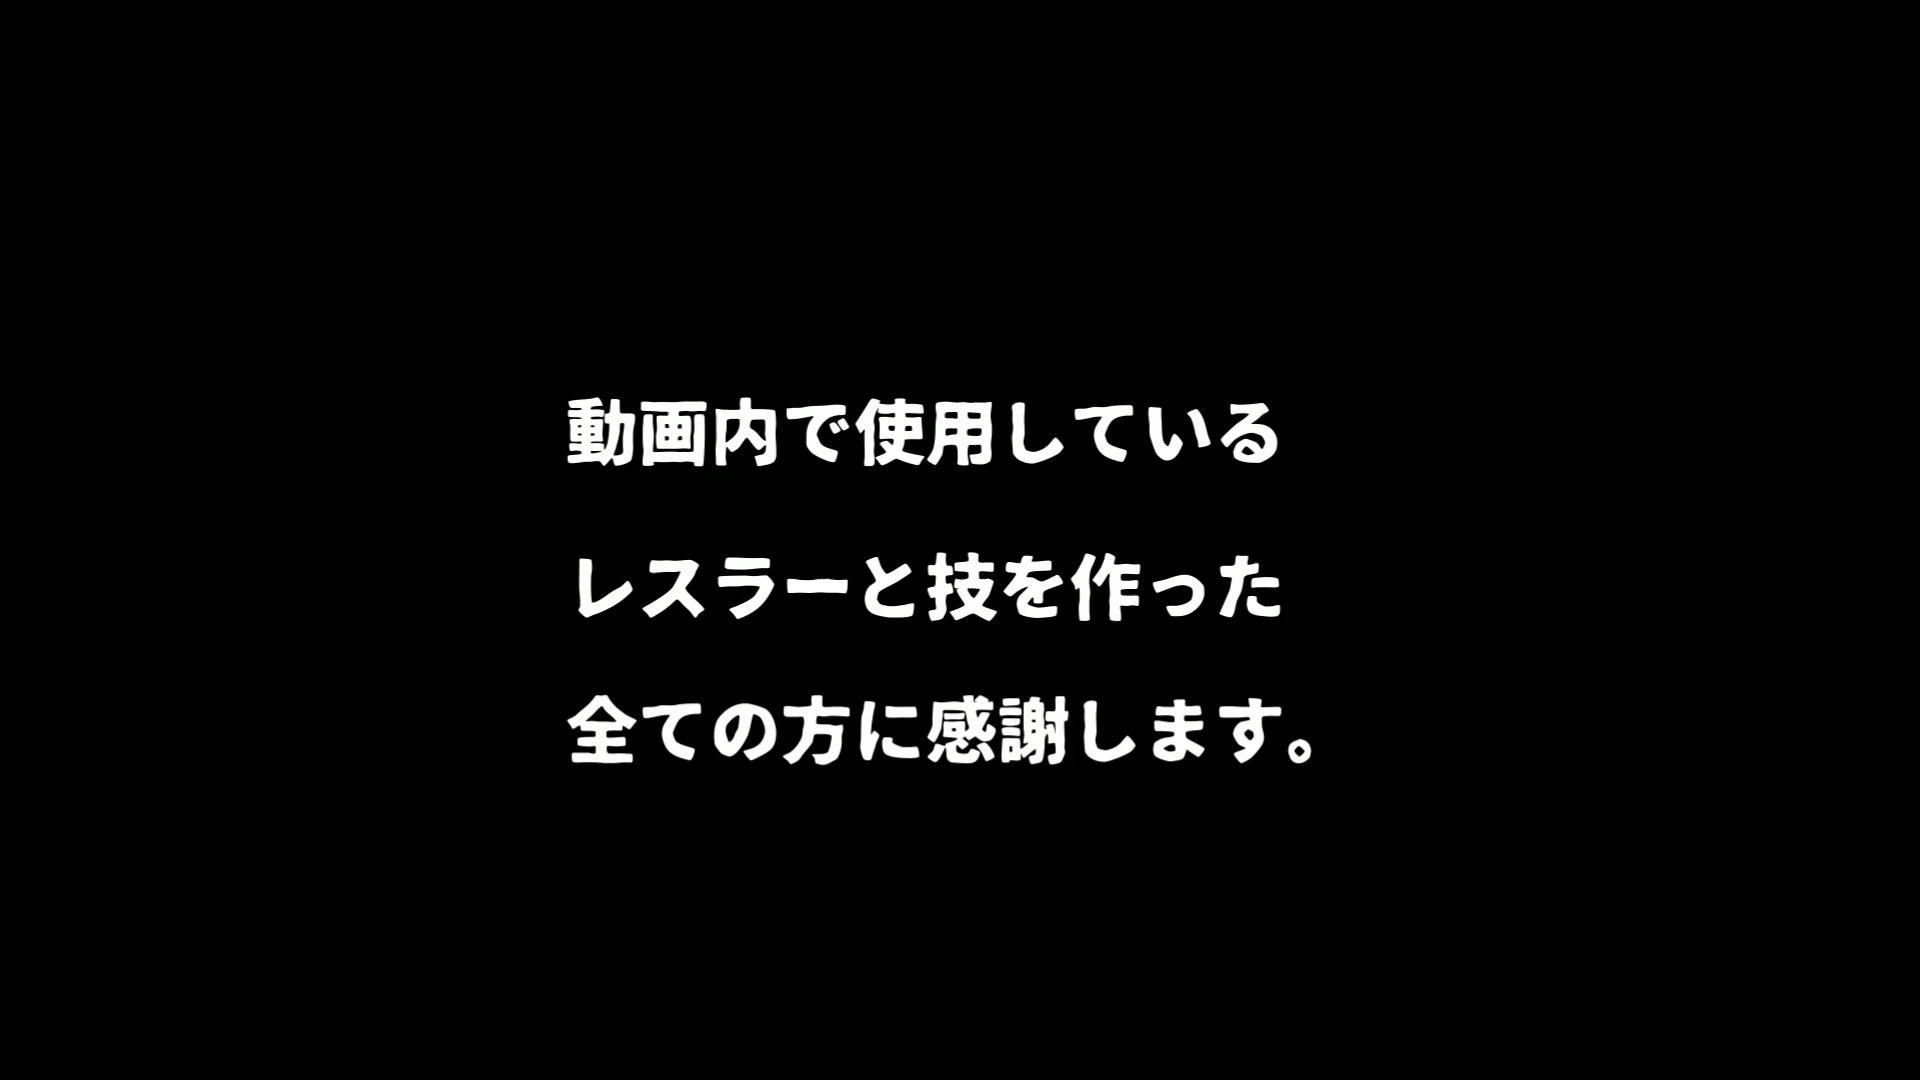 動画内で使用している
レスラーと技を作った
全ての方に感謝します。